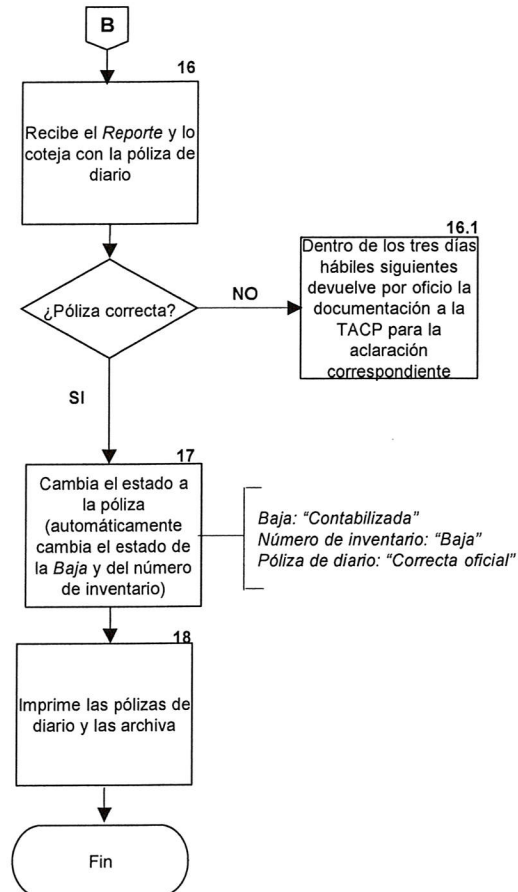 B
16
Recibe el Reporte y lo
coteja con la póliza de
diario
16.1
Dentro de los tres días
hábiles siguientes
devuelve por oficio la
documentación a la
TACP para la
aclaración
correspondiente
¿Póliza correcta?
NO
SI
17
Cambia el estado a
la póliza
(automáticamente
cambia el estado de
la Baja y del número
de inventario)
Baja: “Contabilizada”
Número de inventario: “Baja”
Póliza de diario: “Correcta oficial”
18
Imprime las pólizas de
diario y las archiva
Fin